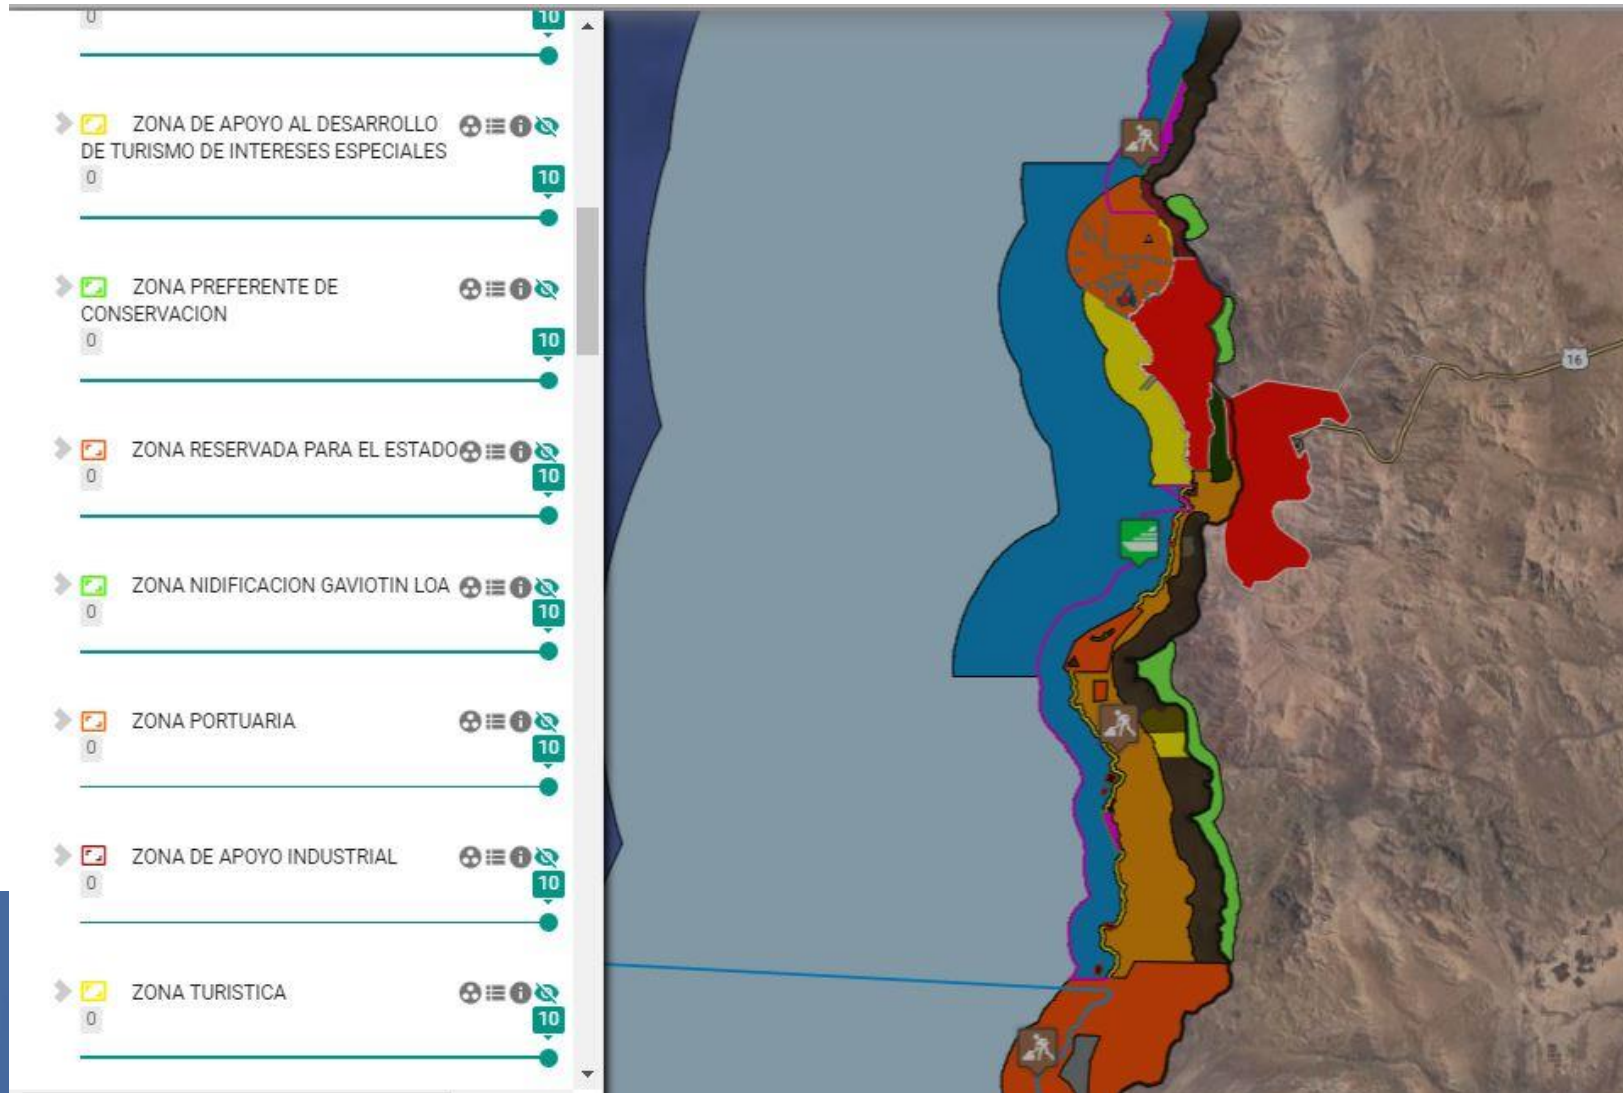 0
10
ZONA DE APOYO AL DESARROLLO
DE TURISMO DE INTERESES ESPECIALES
0
10
ZONA PREFERENTE DE
CONSERVACION
0
10
ZONA RESERVADA PARA EL ESTADO
0
10
ZONA NIDIFICACION GAVIOTIN LOA
0
10
ZONA PORTUARIA
0
10
ZONA DE APOYO INDUSTRIAL
0
10
ZONA TURISTICA
0
10
16